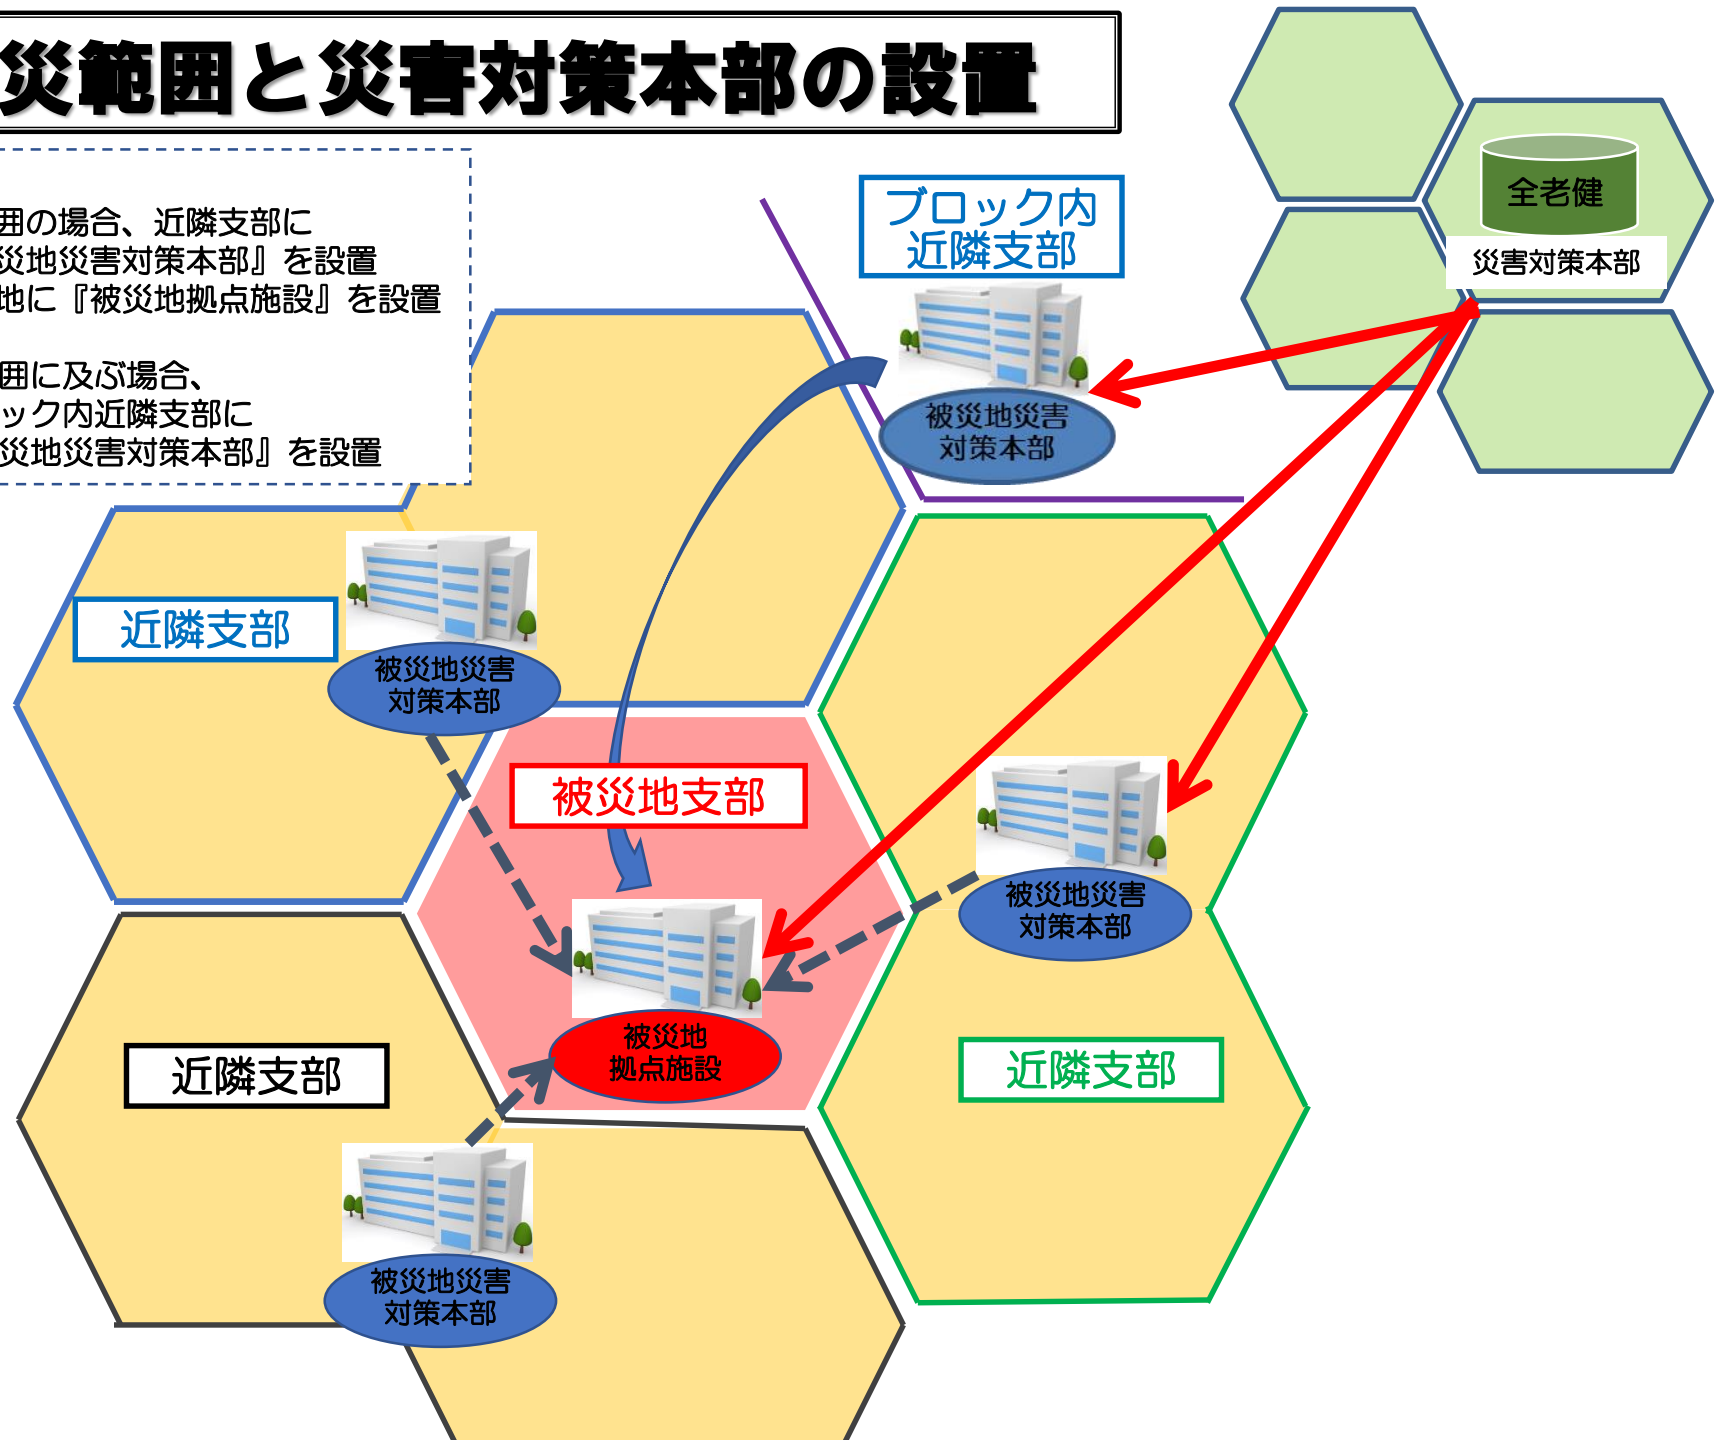 災範囲と災害対策本部の設置
囲の場合、近隣支部に
災地災害対策本部』を設置
地に『被災地拠点施設』を設置
囲に及ぶ場合、
ック内近隣支部に
災地災害対策本部』を設置
ブロック内
近隣支部
被災地災害
対策本部
全老健
災害対策本部
近隣支部
被災地災害
対策本部
被災地支部
被災地災害
対策本部
被災地
拠点施設
近隣支部
近隣支部
被災地災害
対策本部